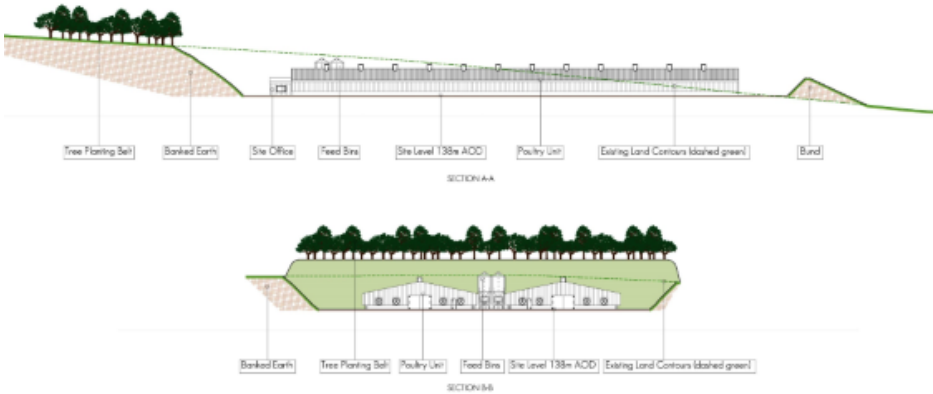 Tree Planting Belt
Banked Earth
Site Office
Feed Bins
Site Level 138m AOD
Poultry Unit
Existing Land Contours (dashed green)
Bund
SECTION A-A
Banked Earth
Tree Planting Belt
Poultry Unit
Feed Bins
Site Level 138m AOD
Existing Land Contours (dashed green)
SECTION B-B